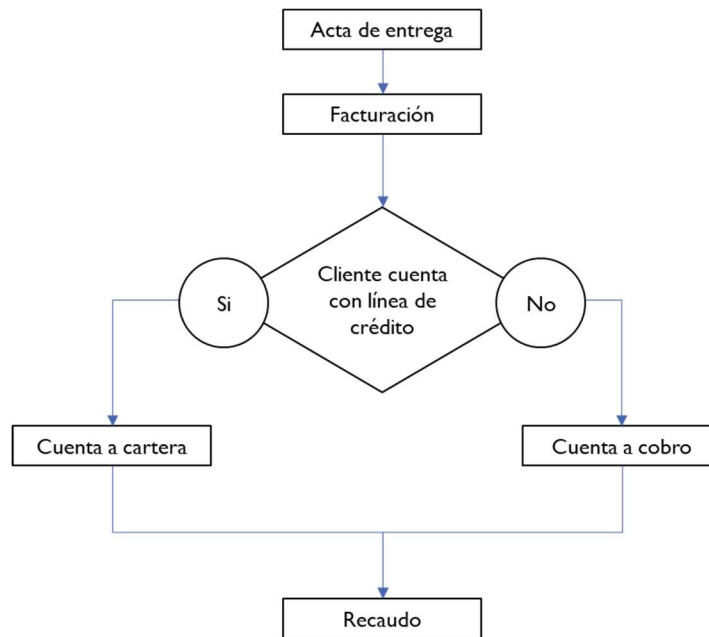 Acta de entrega
Facturación
Cliente cuenta
con línea de
crédito
Si
No
Cuenta a cartera
Cuenta a cobro
Recaudo